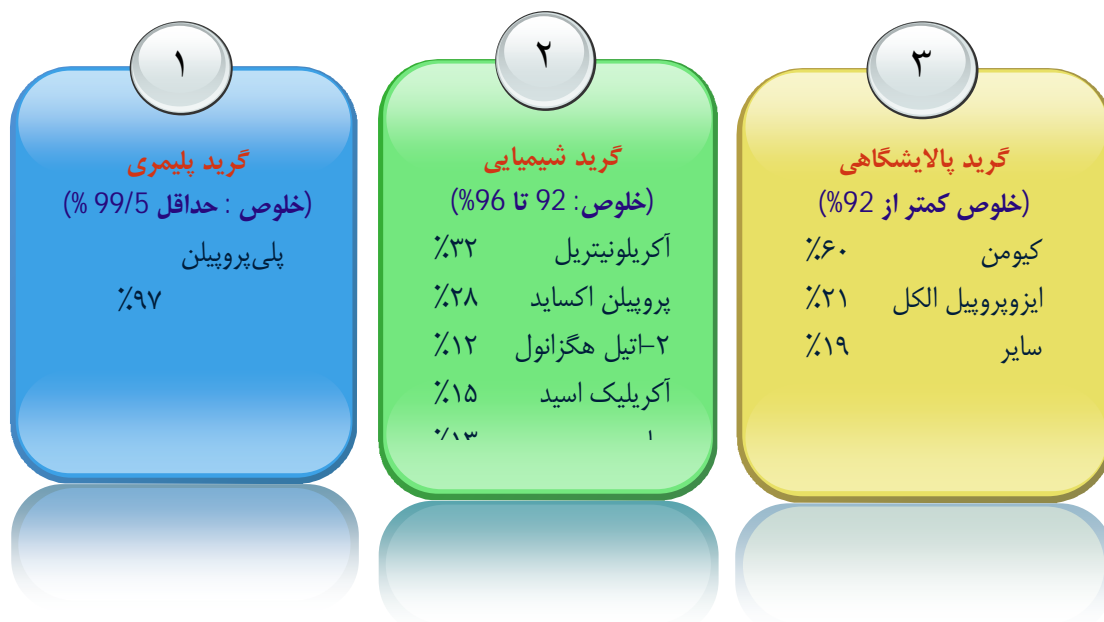 ۱
گرید پلیمری
(خلوص : حداقل 99/5 %)
پلی‌پروپیلن
۹۷٪
۲
گرید شیمیایی
(خلوص: 92 تا 96%)
آکریلونیتریل ۳۲٪
پروپیلن اکساید ۲۸٪
۲-اتیل هگزانول ۱۲٪
آکریلیک اسید ۱۵٪
۳
گرید پالایشگاهی
(خلوص کمتر از 92%)
کیومن ۶۰٪
ایزوپروپیل الکل ۲۱٪
سایر ۱۹٪